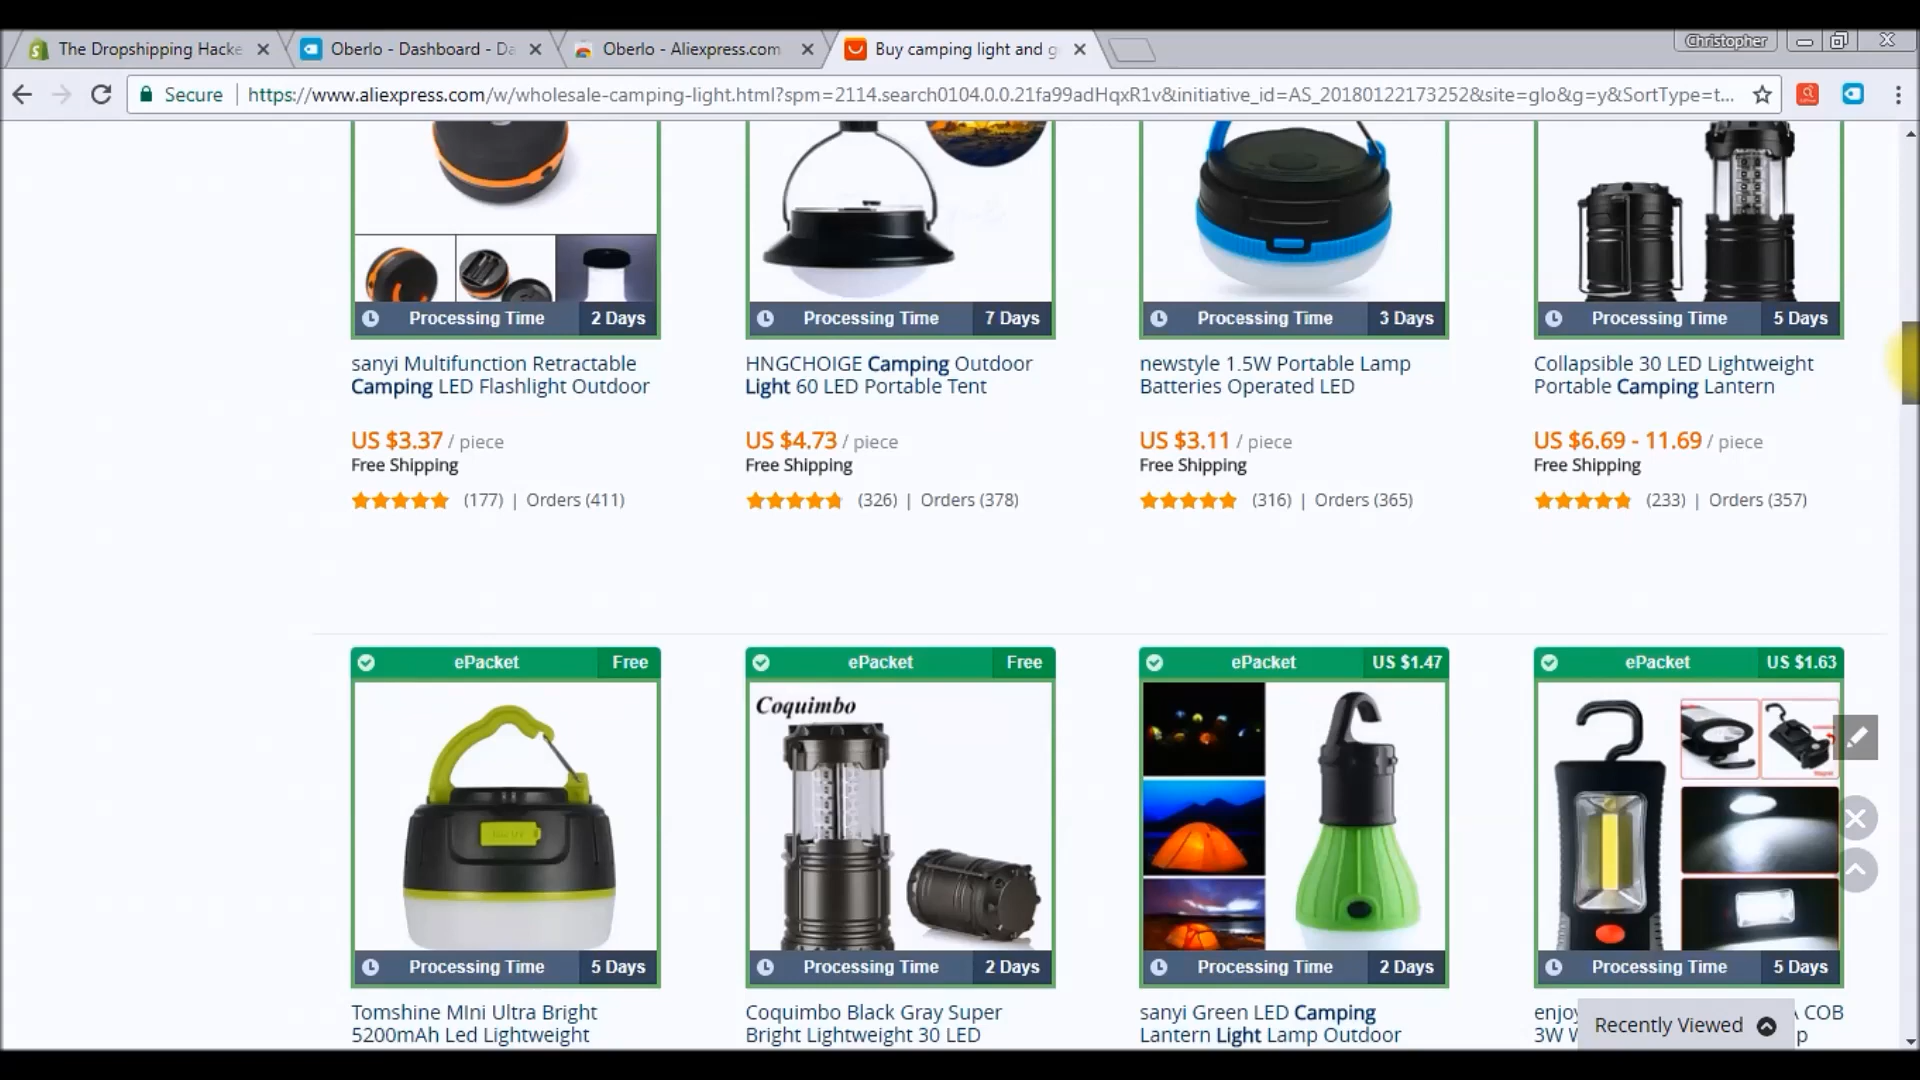 The Dropshipping Hacke
Oberlo - Dashboard - Da
Oberlo - Aliexpress.com
Buy camping light and g
Christopher
Secure
https://www.aliexpress.com/w/wholesale-camping-light.html?spm=2114.search0104.0.0.21fa99adHqxR1v&initiative_id=AS_20180122173252&site=glo&g=y&SortType=t...
Processing Time 2 Days
Processing Time 7 Days
Processing Time 3 Days
Processing Time 5 Days
sanyi Multifunction Retractable
Camping LED Flashlight Outdoor
HNGCHOIGE Camping Outdoor
Light 60 LED Portable Tent
newstyle 1.5W Portable Lamp
Batteries Operated LED
Collapsible 30 LED Lightweight
Portable Camping Lantern
US $3.37 / piece
Free Shipping
(177) | Orders (411)
US $4.73 / piece
Free Shipping
(326) | Orders (378)
US $3.11 / piece
Free Shipping
(316) | Orders (365)
US $6.69 - 11.69 / piece
Free Shipping
(233) | Orders (357)
ePacket Free
ePacket Free
ePacket US $1.47
ePacket US $1.63
Coquimbo
Processing Time 5 Days
Processing Time 2 Days
Processing Time 2 Days
Processing Time 5 Days
Tomshine MIni Ultra Bright
5200mAh Led Lightweight
Coquimbo Black Gray Super
Bright Lightweight 30 LED
sanyi Green LED Camping
Lantern Light Lamp Outdoor
enjoy
COB
3W
Recently Viewed